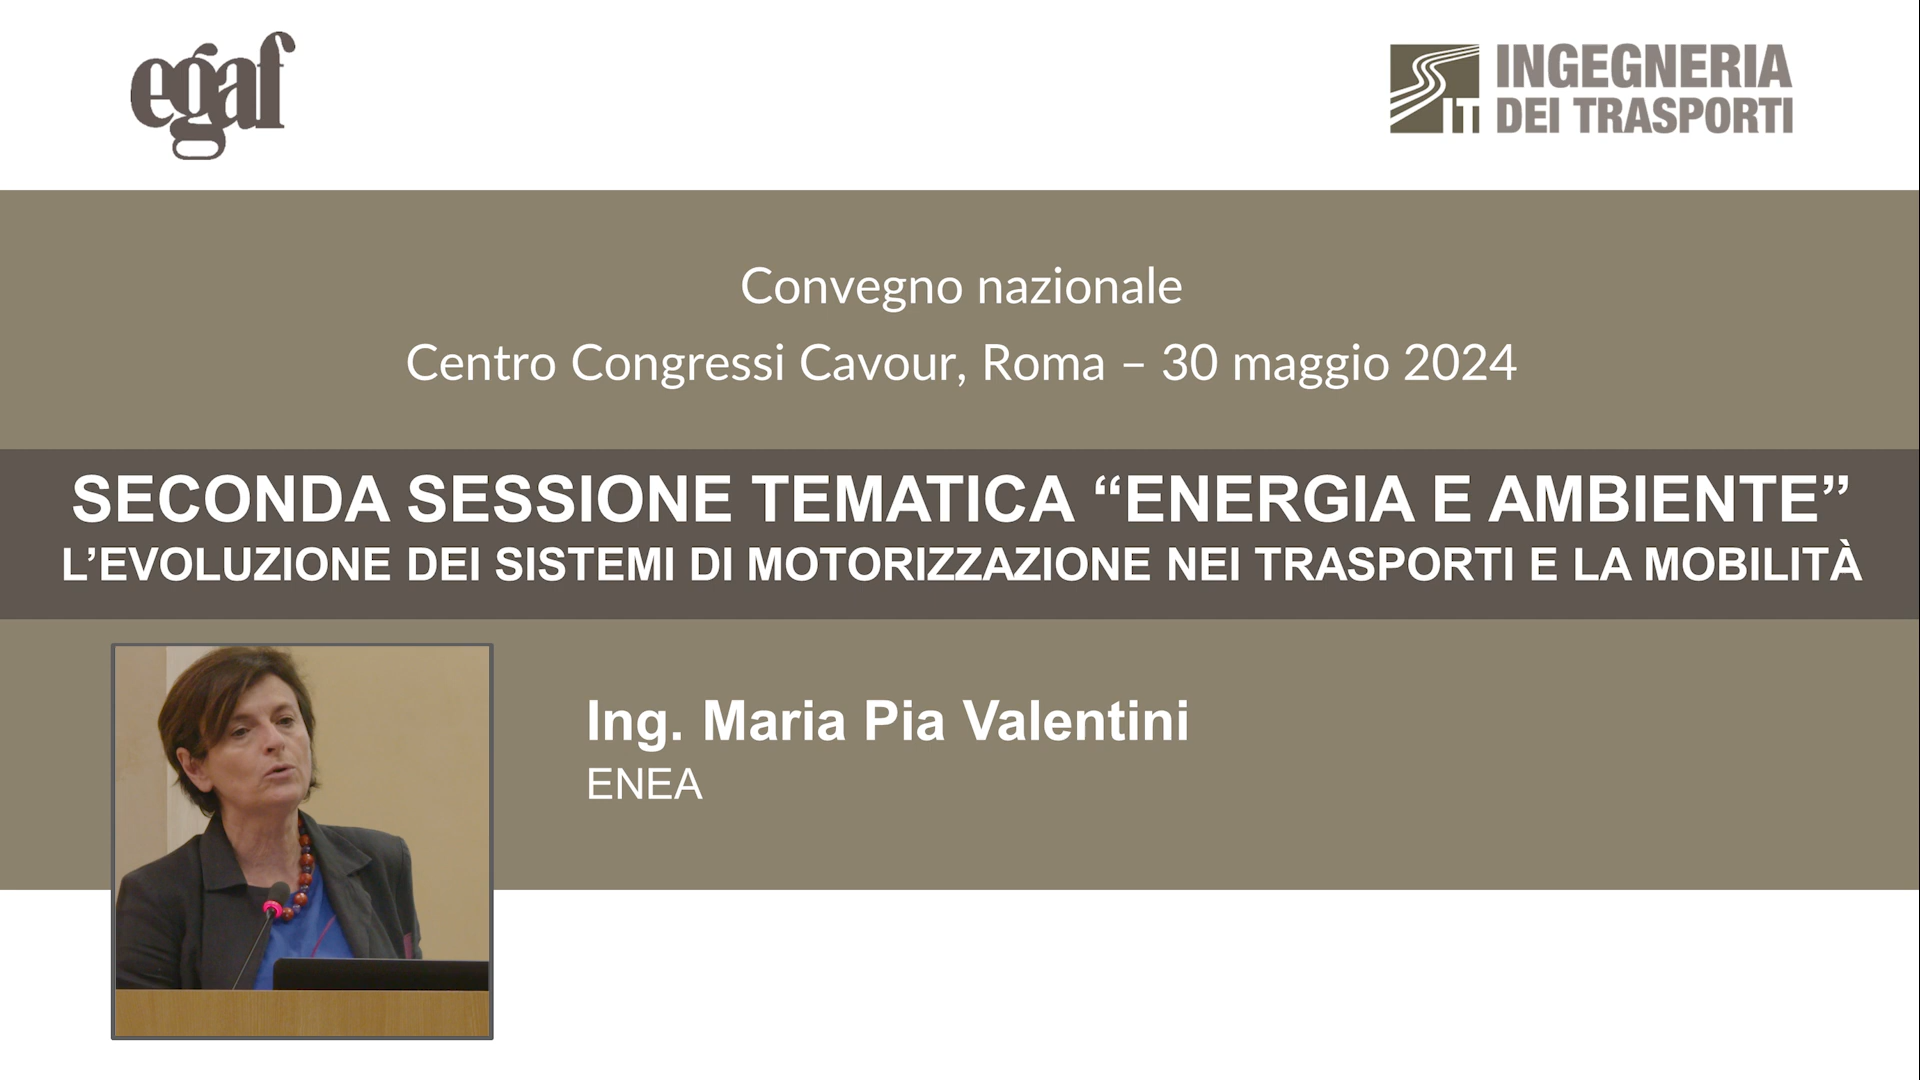 egaf
SIT INGEGNERIA
DEI TRASPORTI
Convegno nazionale
Centro Congressi Cavour, Roma – 30 maggio 2024
SECONDA SESSIONE TEMATICA “ENERGIA E AMBIENTE”
L’EVOLUZIONE DEI SISTEMI DI MOTORIZZAZIONE NEI TRASPORTI E LA MOBILITÀ
Ing. Maria Pia Valentini
ENEA